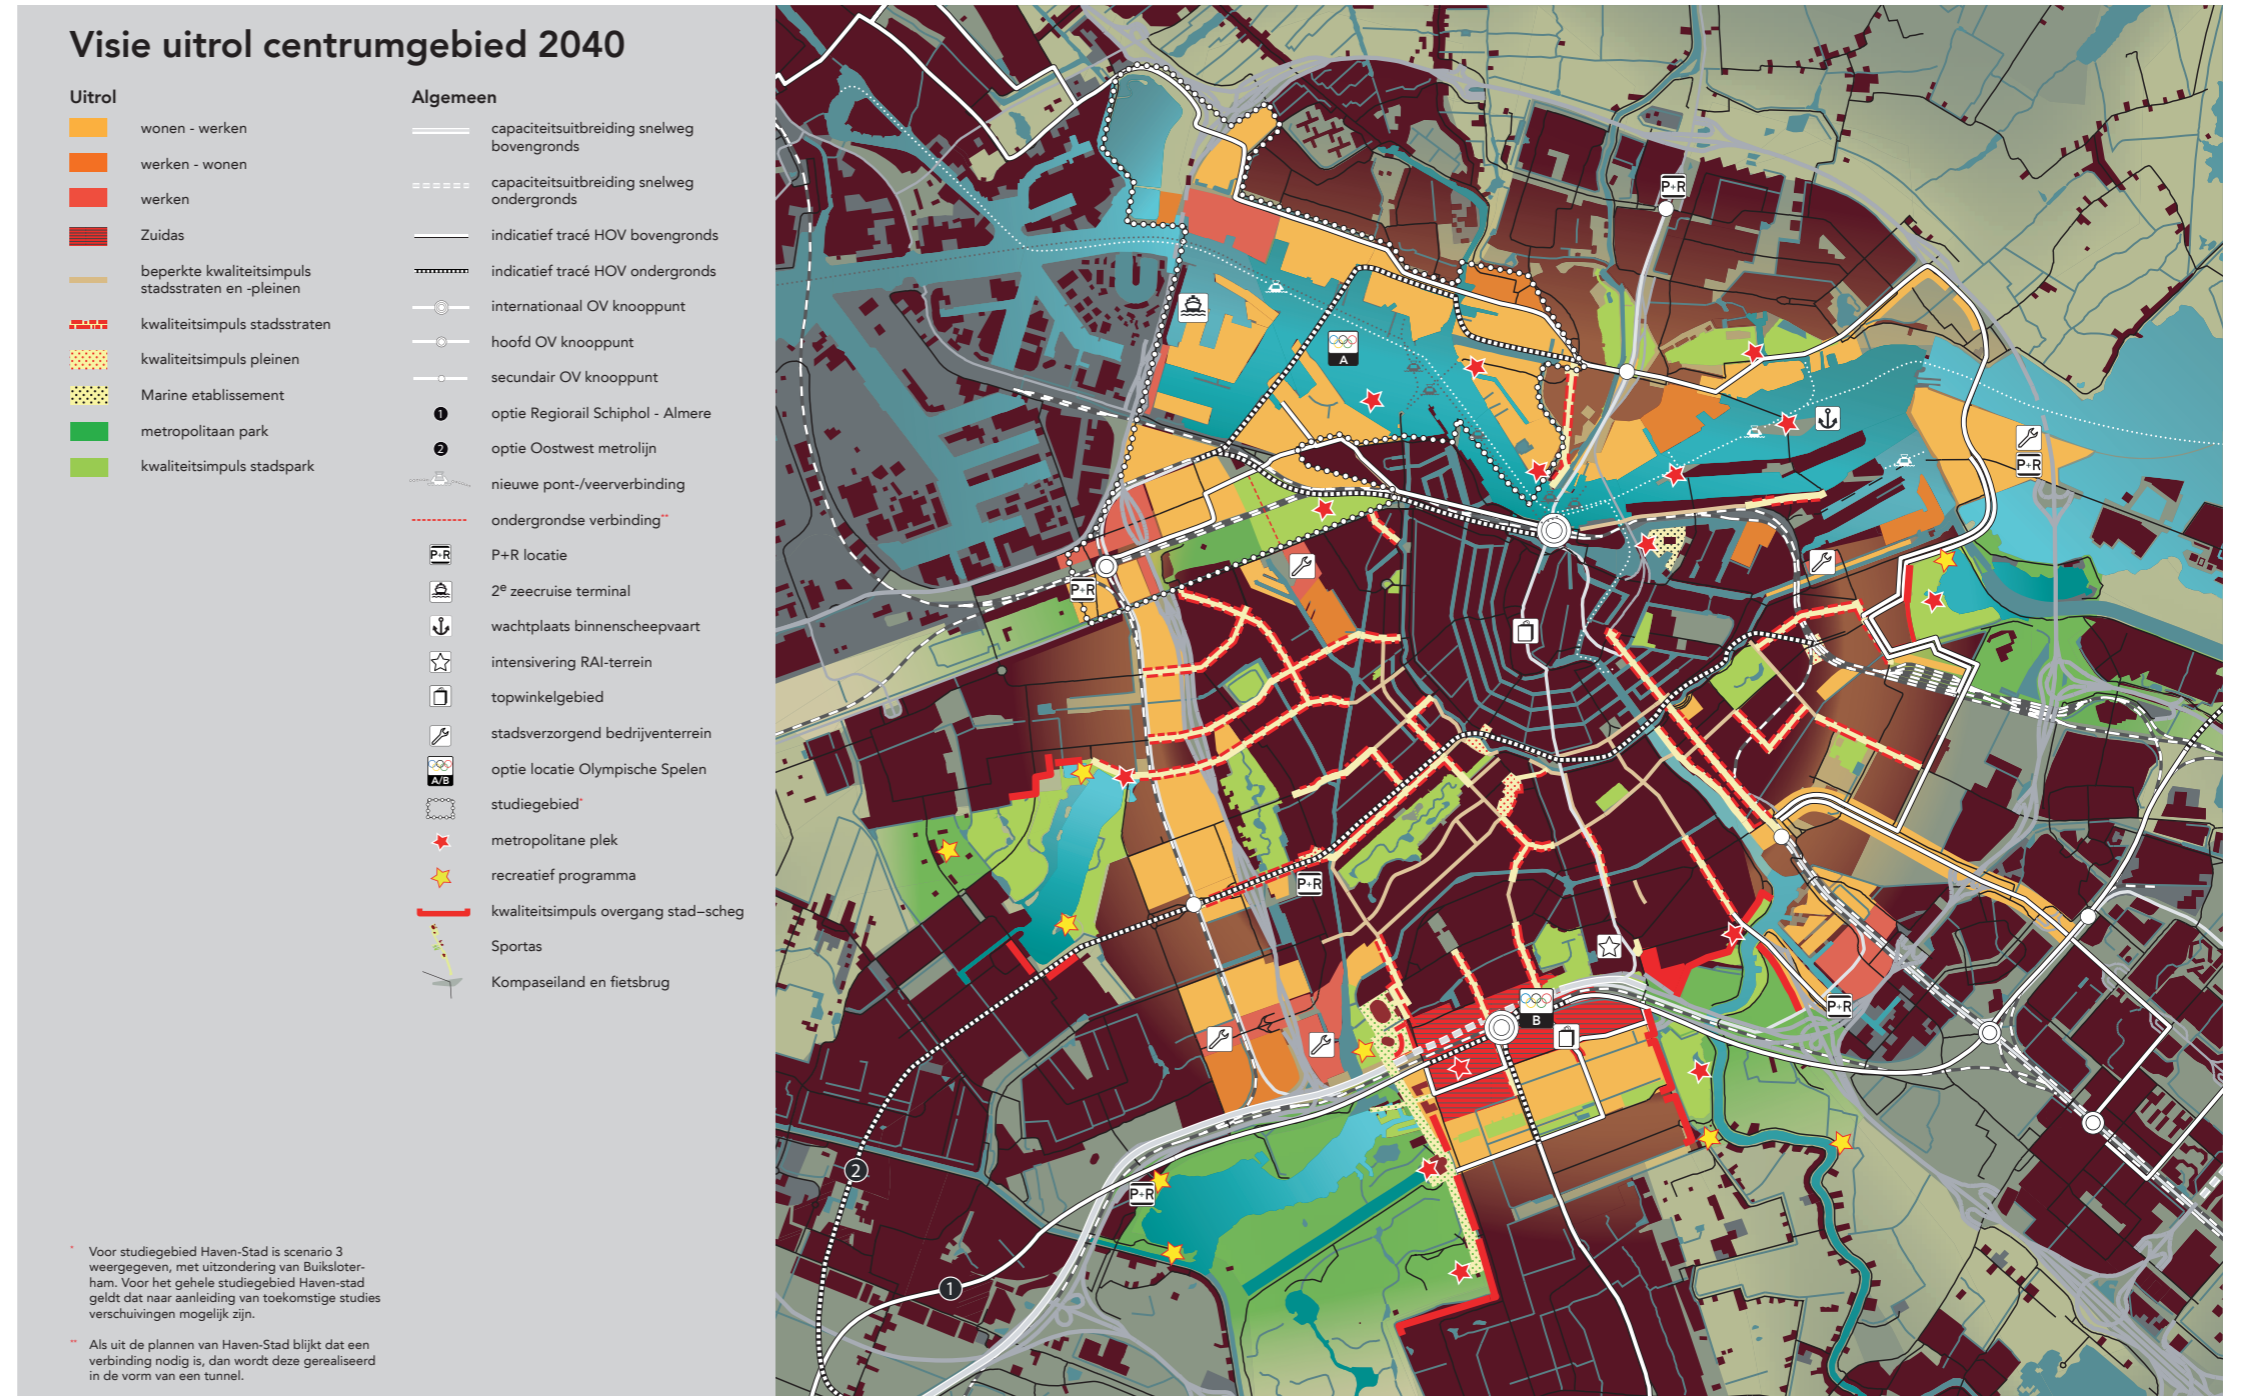 Visie uitrol centrumgebied 2040
Uitrol
wonen - werken
werken - wonen
werken
Zuidas
beperkte kwaliteitsimpuls
stadsstraten en -pleinen
kwaliteitsimpuls stadsstraten
kwaliteitsimpuls pleinen
Marine etablissement
metropolitaan park
kwaliteitsimpuls stadspark
Algemeen
capaciteitsuitbreiding snelweg
bovengronds
capaciteitsuitbreiding snelweg
ondergronds
indicatief tracé HOV bovengronds
indicatief tracé HOV ondergronds
internationaal OV knooppunt
hoofd OV knooppunt
secundair OV knooppunt
1 optie Regiorail Schiphol - Almere
2 optie Oostwest metrolijn
nieuwe pont-/veerverbinding
ondergrondse verbinding**
P+R P+R locatie
2e zeecruise terminal
wachtplaats binnenscheepvaart
intensivering RAI-terrein
topwinkelgebied
stadsverzorgend bedrijventerrein
A/B optie locatie Olympische Spelen
studiegebied*
metropolitane plek
recreatief programma
kwaliteitsimpuls overgang stad–scheg
Sportas
Kompaseiland en fietsbrug
* Voor studiegebied Haven-Stad is scenario 3
weergegeven, met uitzondering van Buiksloter-
ham. Voor het gehele studiegebied Haven-stad
geldt dat naar aanleiding van toekomstige studies
verschuivingen mogelijk zijn.
** Als uit de plannen van Haven-Stad blijkt dat een
verbinding nodig is, dan wordt deze gerealiseerd
in de vorm van een tunnel.
P+R
A
P+R
P+R
P+R
B
P+R
2
P+R
1